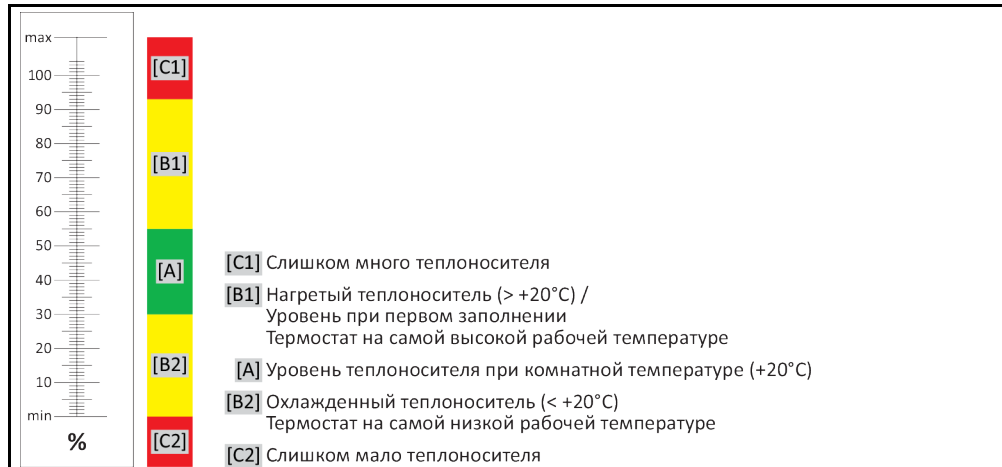 max
100
90
80
70
60
50
40
30
20
10
min
%
[C1]
[B1]
[A]
[B2]
[C2]
[C1] Слишком много теплоносителя
[B1] Нагретый теплоноситель (> +20°C) /
Уровень при первом заполнении
Термостат на самой высокой рабочей температуре
[A] Уровень теплоносителя при комнатной температуре (+20°C)
[B2] Охлажденный теплоноситель (< +20°C)
Термостат на самой низкой рабочей температуре
[C2] Слишком мало теплоносителя